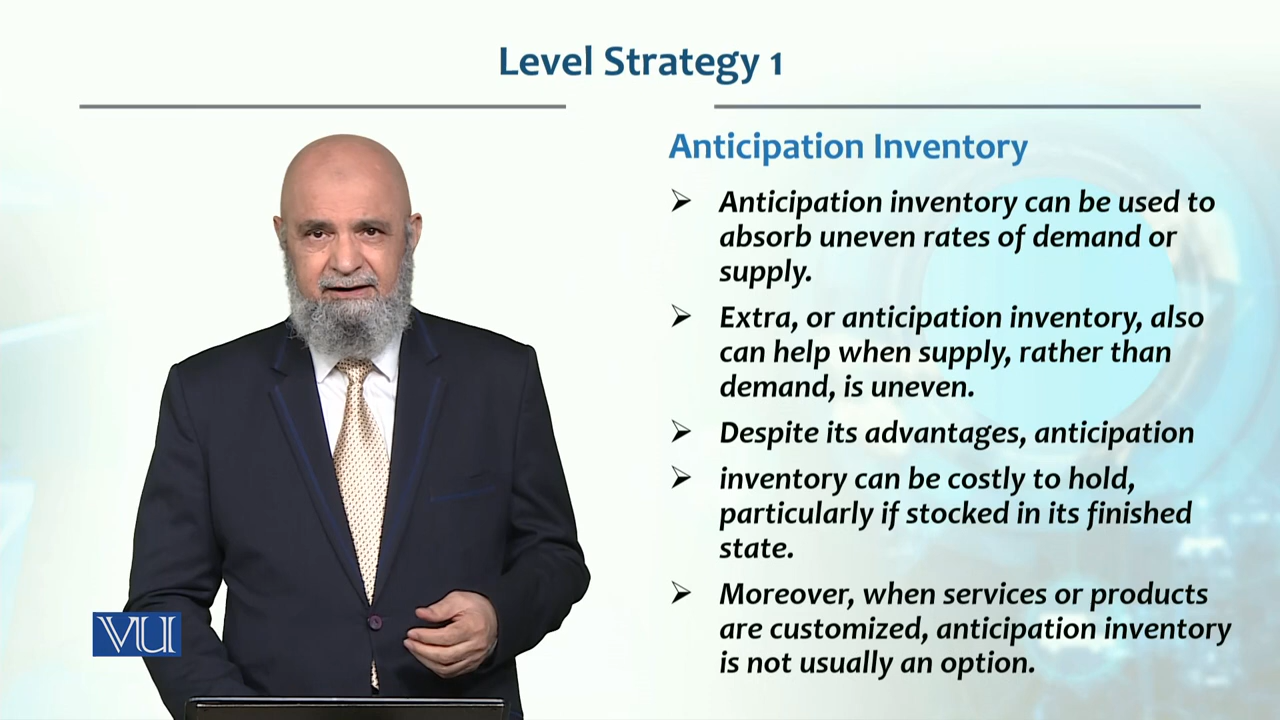 Level Strategy 1
Anticipation Inventory
➢ Anticipation inventory can be used to
absorb uneven rates of demand or
supply.
➢ Extra, or anticipation inventory, also
can help when supply, rather than
demand, is uneven.
➢ Despite its advantages, anticipation
➢ inventory can be costly to hold,
particularly if stocked in its finished
state.
➢ Moreover, when services or products
are customized, anticipation inventory
is not usually an option.
VU